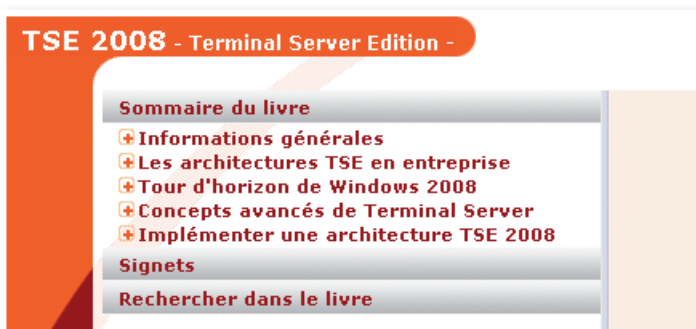 TSE 2008 - Terminal Server Edition -
Sommaire du livre
Informations générales
Les architectures TSE en entreprise
Tour d'horizon de Windows 2008
Concepts avancés de Terminal Server
Implémenter une architecture TSE 2008
Signets
Rechercher dans le livre